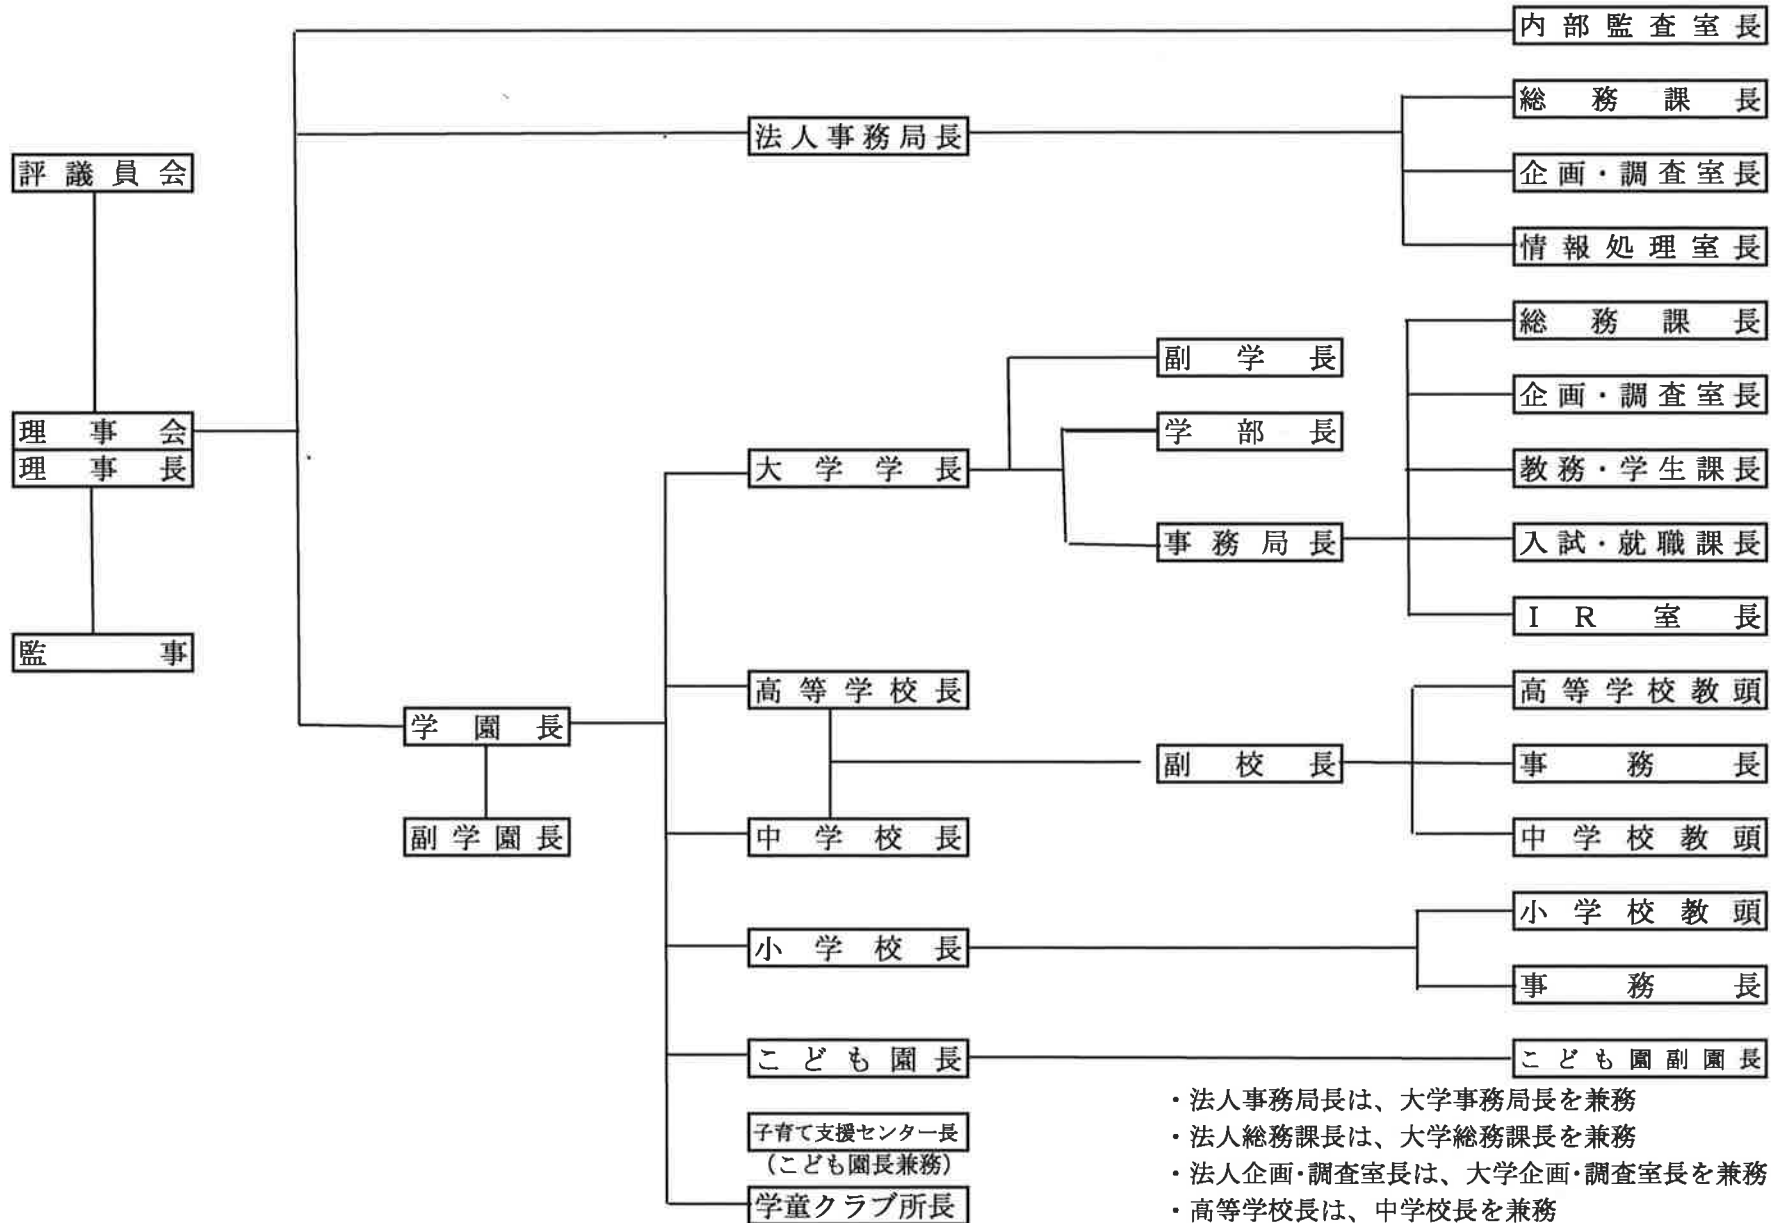 内部監査室長
総務課長
法人事務局長
評議員会
企画・調査室長
情報処理室長
総務課長
副学長
企画・調査室長
理事会
学部長
理事長
大学学長
教務・学生課長
事務局長
入試・就職課長
IR室長
監事
高等学校長
高等学校教頭
学園長
副校長
事務長
副学園長
中学校長
中学校教頭
小学校教頭
小学校長
事務長
こども園長
こども園副園長
・法人事務局長は、大学事務局長を兼務
子育て支援センター長
・法人総務課長は、大学総務課長を兼務
（こども園長兼務）
・法人企画・調査室長は、大学企画・調査室長を兼務
学童クラブ所長
・高等学校長は、中学校長を兼務